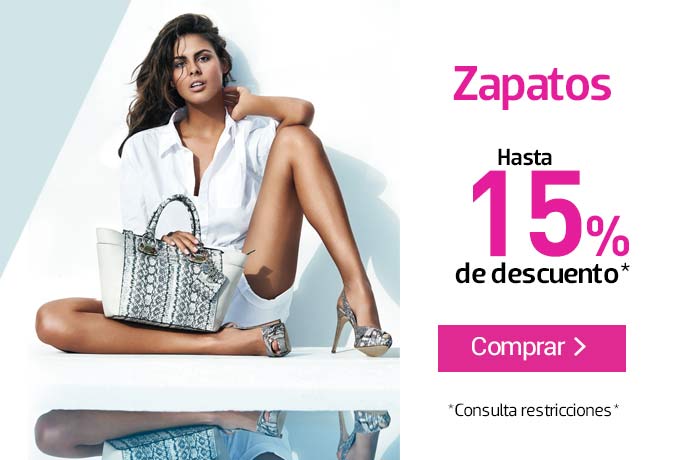 Zapatos
Hasta
15%
de descuento*
Comprar >
*Consulta restricciones*